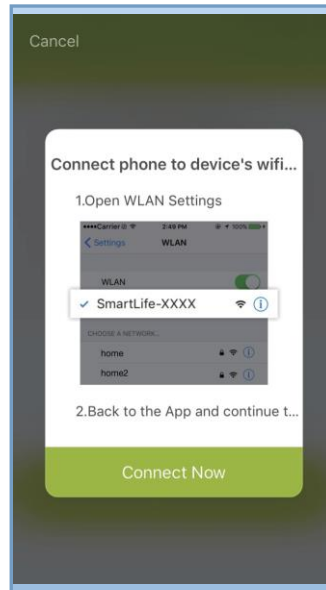 Cancel
Connect phone to device's wifi...
1.Open WLAN Settings
Carrier 2:49 PM 100%
Settings WLAN
WLAN
SmartLife-XXXX
CHOOSE A NETWORK...
home
home2
2.Back to the App and continue t...
Connect Now